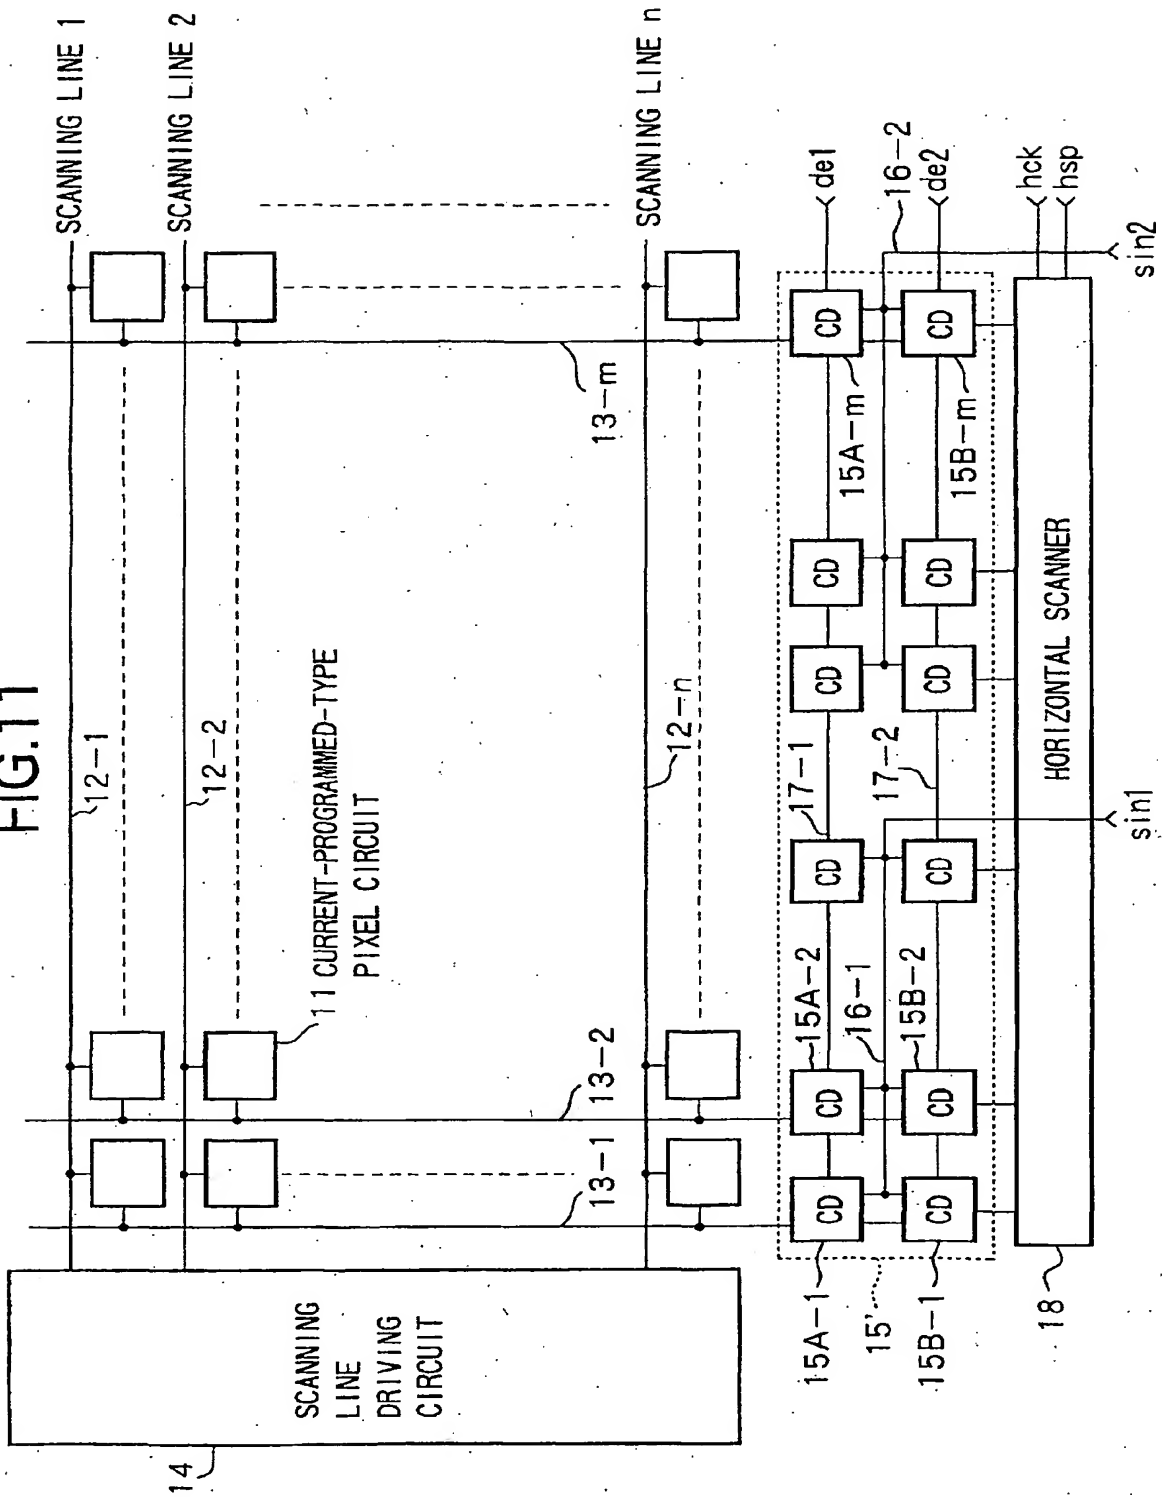 FIG.11
SCANNING LINE 1
SCANNING LINE 2
SCANNING LINE n
12-1
12-2
12-n
14
SCANNING
LINE
DRIVING
CIRCUIT
11 CURRENT-PROGRAMMED-TYPE
PIXEL CIRCUIT
13-1
13-2
13-m
15A-1
15'
15B-1
CD
CD
CD
CD
CD
CD
CD
CD
CD
CD
CD
CD
15A-2
16-1
15B-2
17-1
17-2
15A-m
15B-m
de1
16-2
de2
hck
hsp
18
HORIZONTAL SCANNER
sin1
sin2